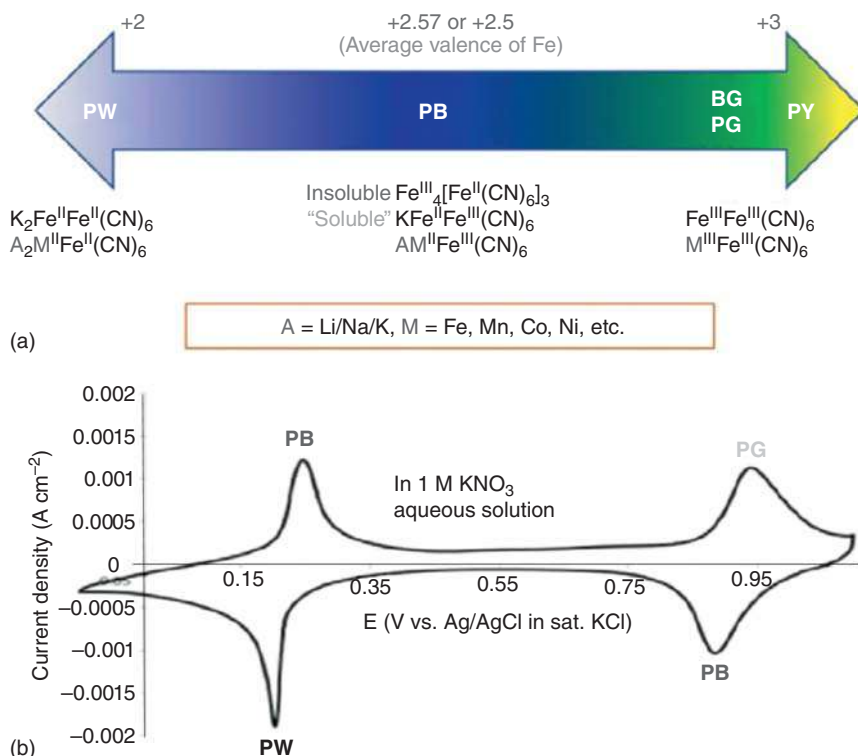 +2 +2.57 or +2.5 +3
(Average valence of Fe)
PW PB BG PY
PG
Insoluble Feᴵᴵᴵ₄[Feᴵᴵ(CN)₆]₃
K₂FeᴵᴵFeᴵᴵ(CN)₆ "Soluble" KFeᴵᴵFeᴵᴵᴵ(CN)₆ FeᴵᴵᴵFeᴵᴵᴵ(CN)₆
A₂MᴵᴵFeᴵᴵ(CN)₆ AMᴵᴵFeᴵᴵᴵ(CN)₆ MᴵᴵᴵFeᴵᴵᴵ(CN)₆
A = Li/Na/K, M = Fe, Mn, Co, Ni, etc.
(a)
0.002
0.0015
0.001
0.0005
0
−0.0005
−0.001
−0.0015
−0.002
Current density (A cm⁻²)
PB
PG
In 1 M KNO₃
aqueous solution
0.15 0.35 0.55 0.75 0.95
E (V vs. Ag/AgCl in sat. KCl)
PB
PW
(b)